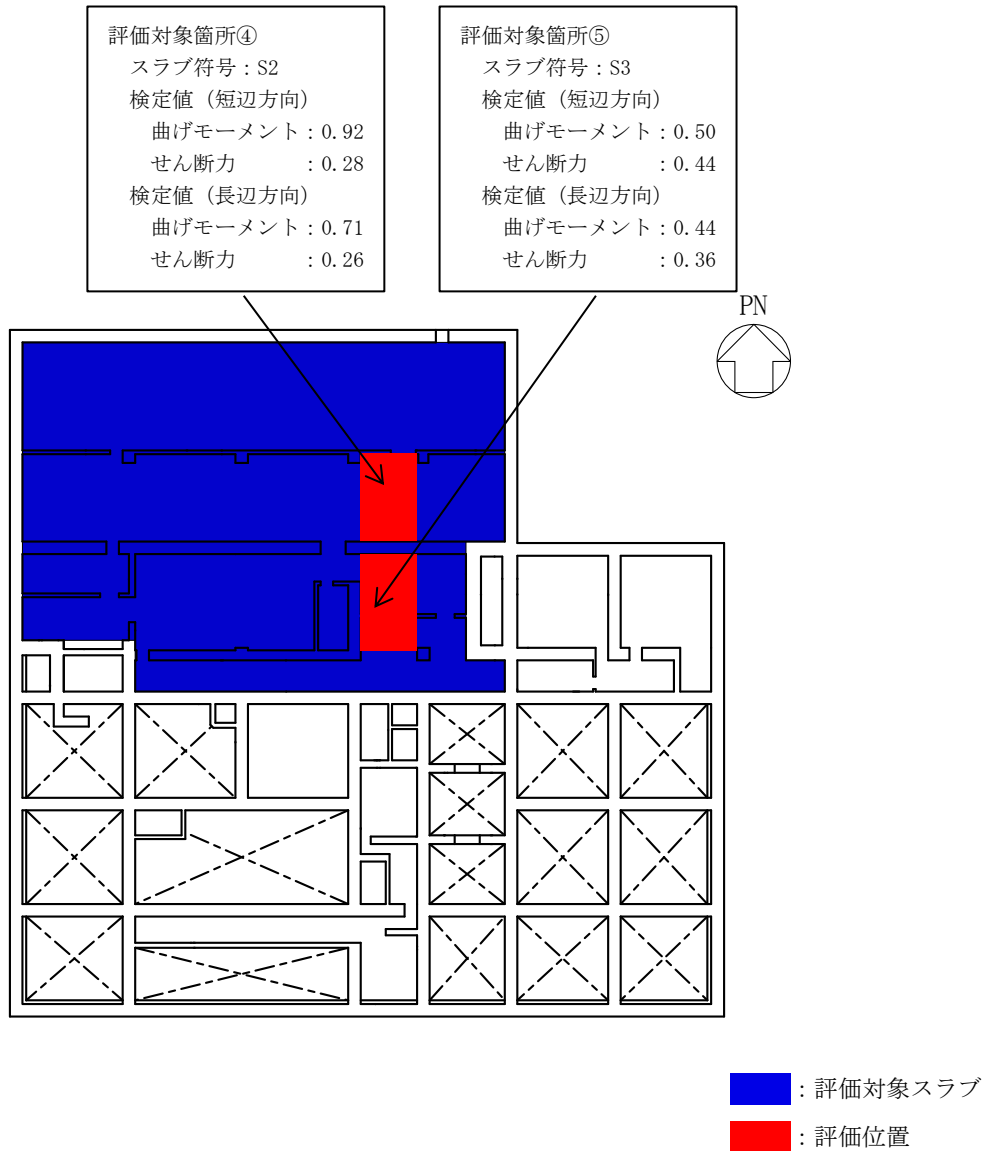 評価対象箇所④
スラブ符号：S2
検定値（短辺方向）
曲げモーメント：0.92
せん断力　　　：0.28
検定値（長辺方向）
曲げモーメント：0.71
せん断力　　　：0.26
評価対象箇所⑤
スラブ符号：S3
検定値（短辺方向）
曲げモーメント：0.50
せん断力　　　：0.44
検定値（長辺方向）
曲げモーメント：0.44
せん断力　　　：0.36
PN
：評価対象スラブ
：評価位置